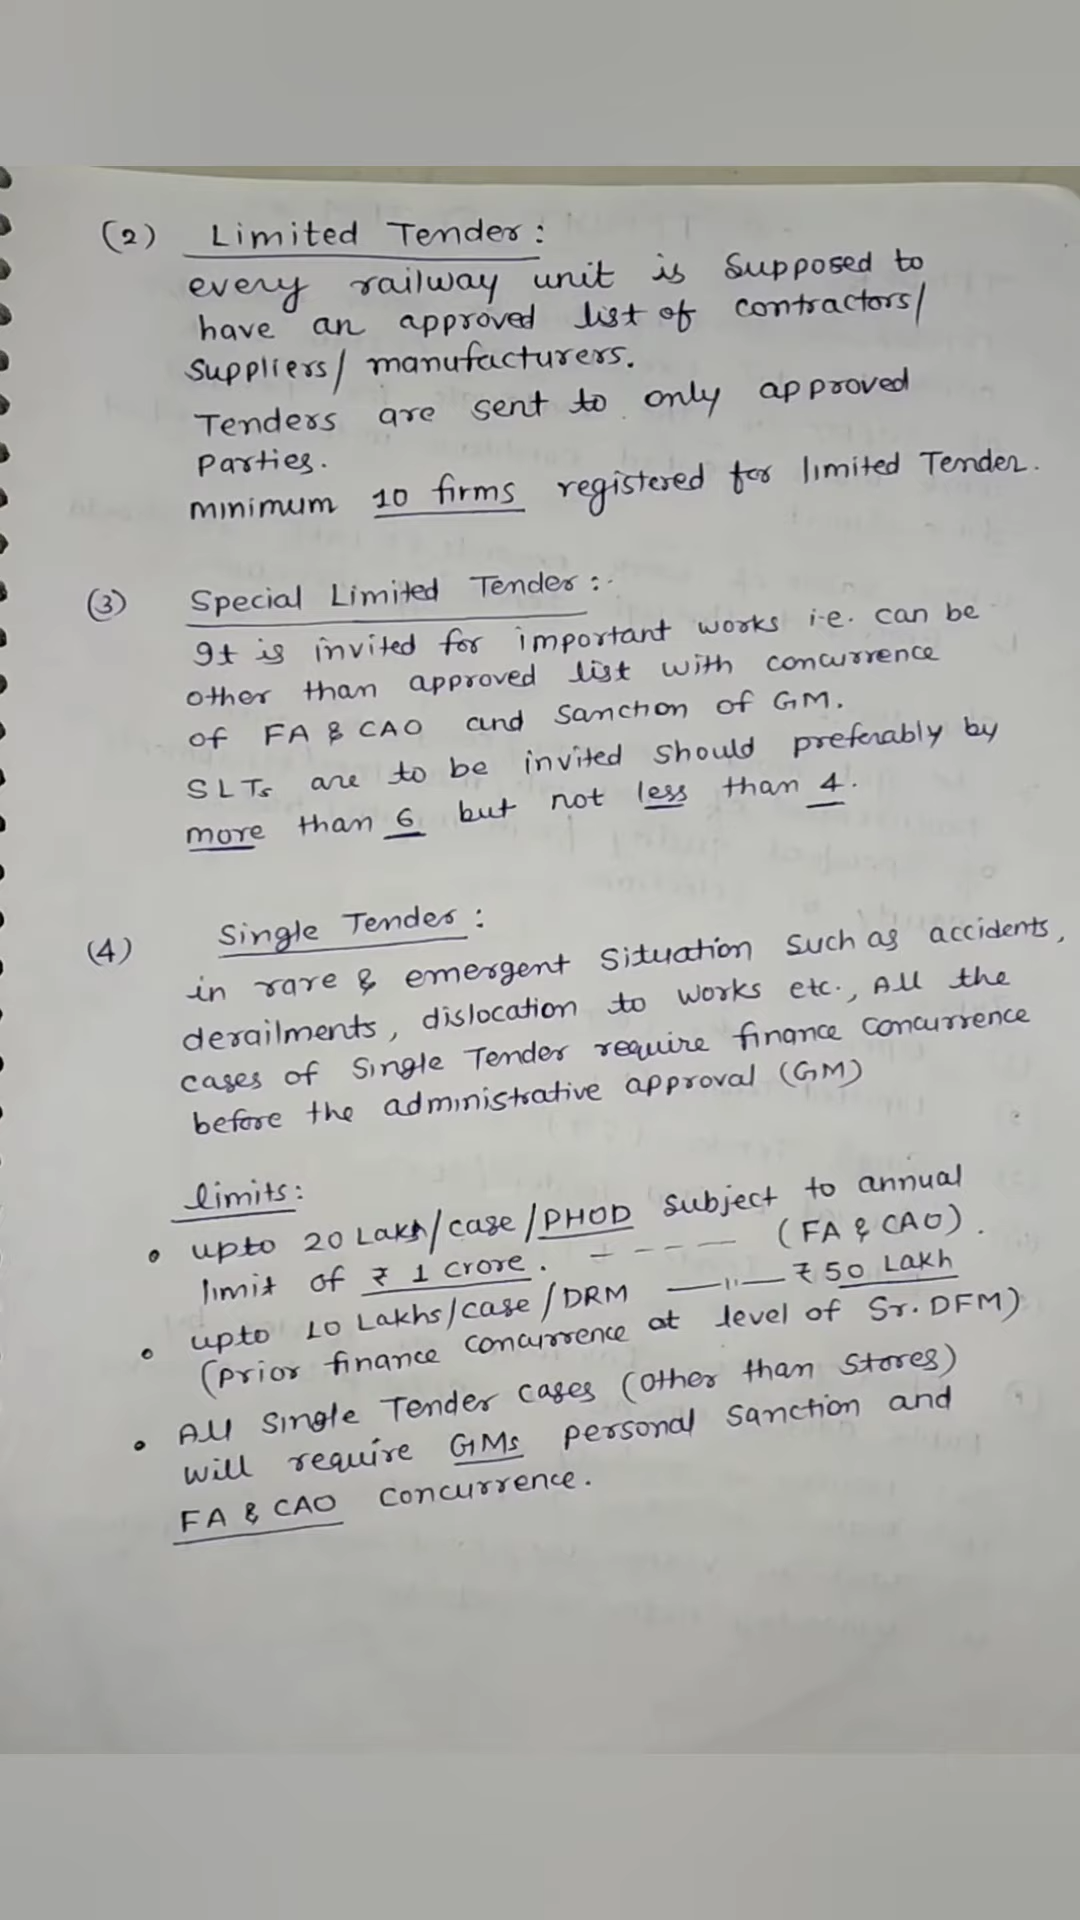 (2) Limited Tender:
every railway unit is supposed to
have an approved list of contractors/
suppliers/ manufacturers.
Tenders are sent to only approved
Parties.
minimum 10 firms registered for limited Tender.
(3) Special Limited Tender:-
It is invited for important works i.e. can be
other than approved list with concurrence
of FA & CAO and sanction of GM.
SLTs are to be invited should preferably by
more than 6 but not less than 4.
(4) Single Tender:
in rare & emergent situation such as accidents,
derailments, dislocation to works etc., All the
cases of Single Tender require finance concurrence
before the administrative approval (GM)
limits:
• upto 20 Lakh/case/PHOD subject to annual
limit of ₹ 1 crore. - - - - (FA & CAO).
• upto 10 Lakhs/case/DRM —"— ₹50 Lakh
(prior finance concurrence at level of Sr. DFM)
• All Single Tender cases (other than stores)
will require GMs personal sanction and
FA & CAO concurrence.